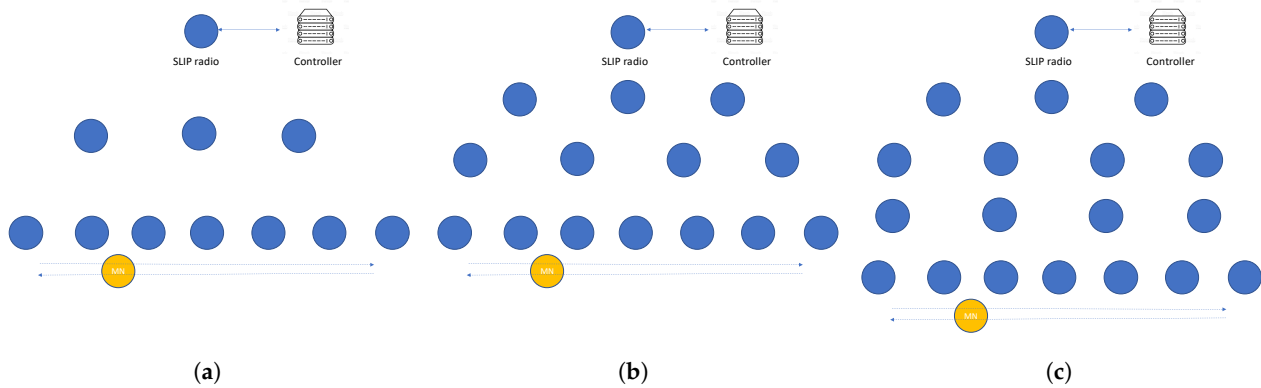 SLIP radio
Controller
SLIP radio
Controller
SLIP radio
Controller
MN
MN
MN
(a)
(b)
(c)